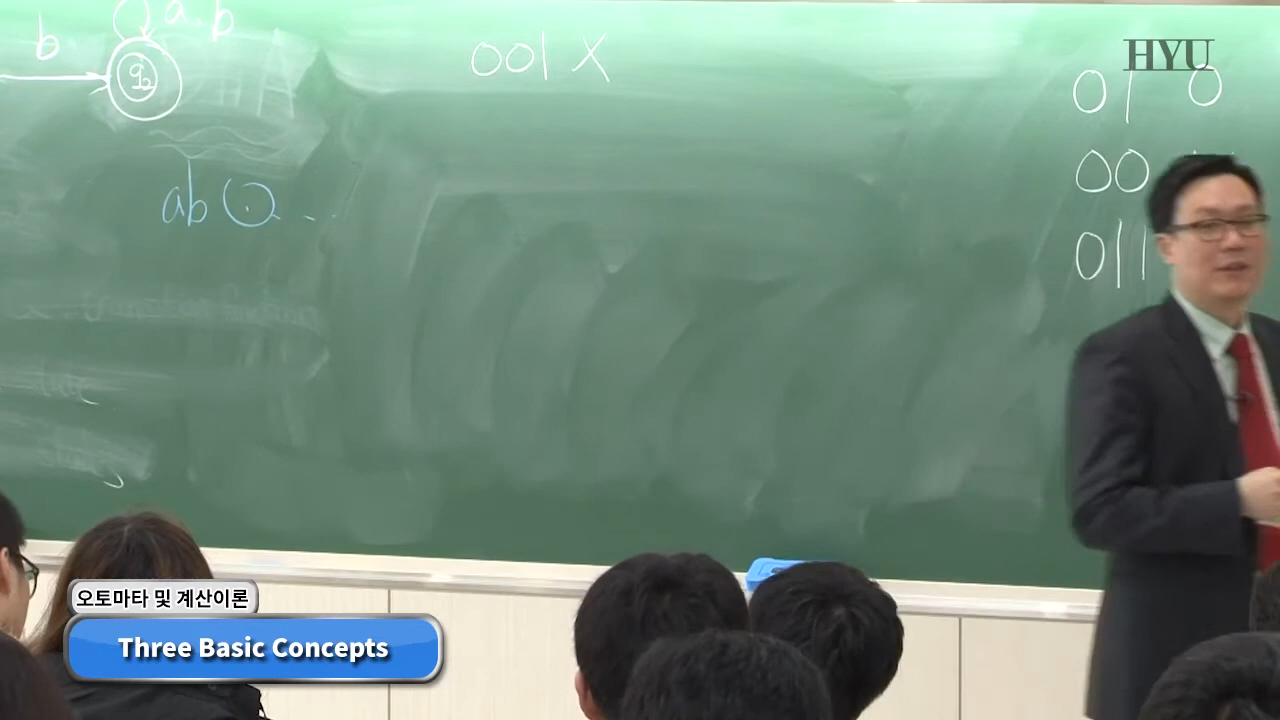 a, b
b
q2
001 X
HYU
01 0
00
ab
011
오토마타 및 계산이론
Three Basic Concepts